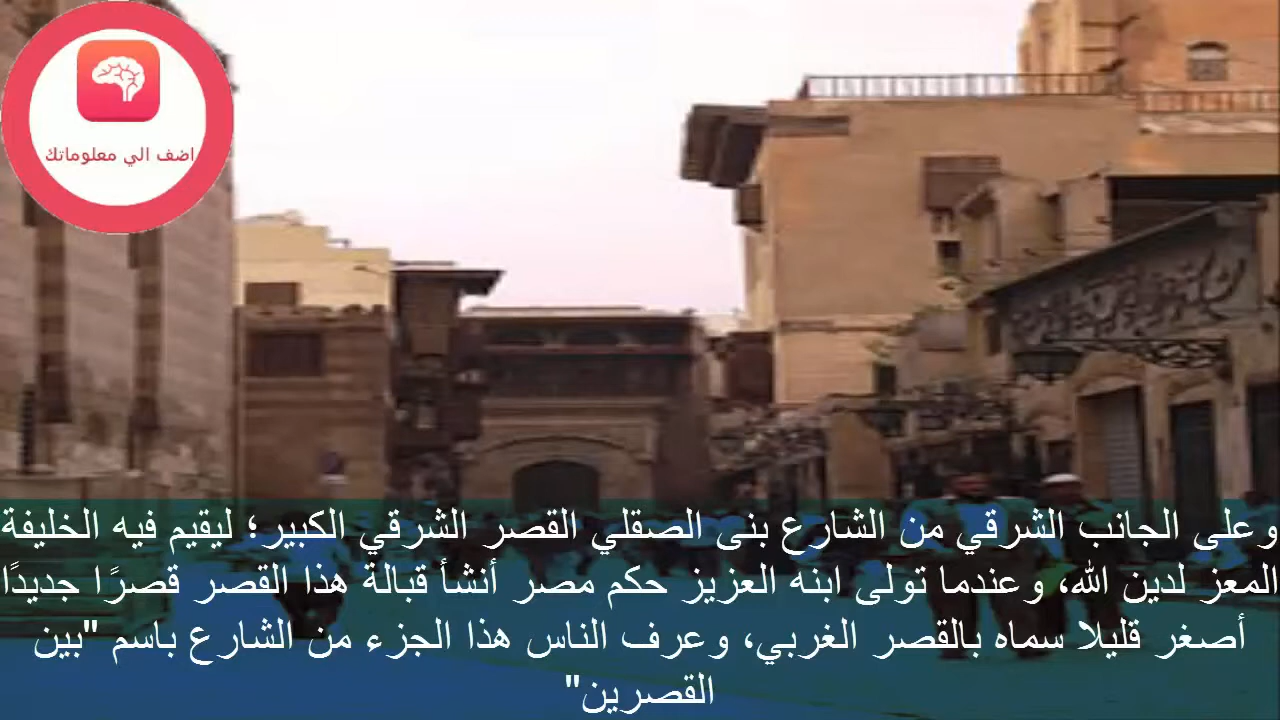 اضف الي معلوماتك
وعلى الجانب الشرقي من الشارع بنى الصقلي القصر الشرقي الكبير؛ ليقيم فيه الخليفة
المعز لدين الله، وعندما تولى ابنه العزيز حكم مصر أنشأ قبالة هذا القصر قصرًا جديدًا
أصغر قليلا سماه بالقصر الغربي، وعرف الناس هذا الجزء من الشارع باسم "بين
القصرين"